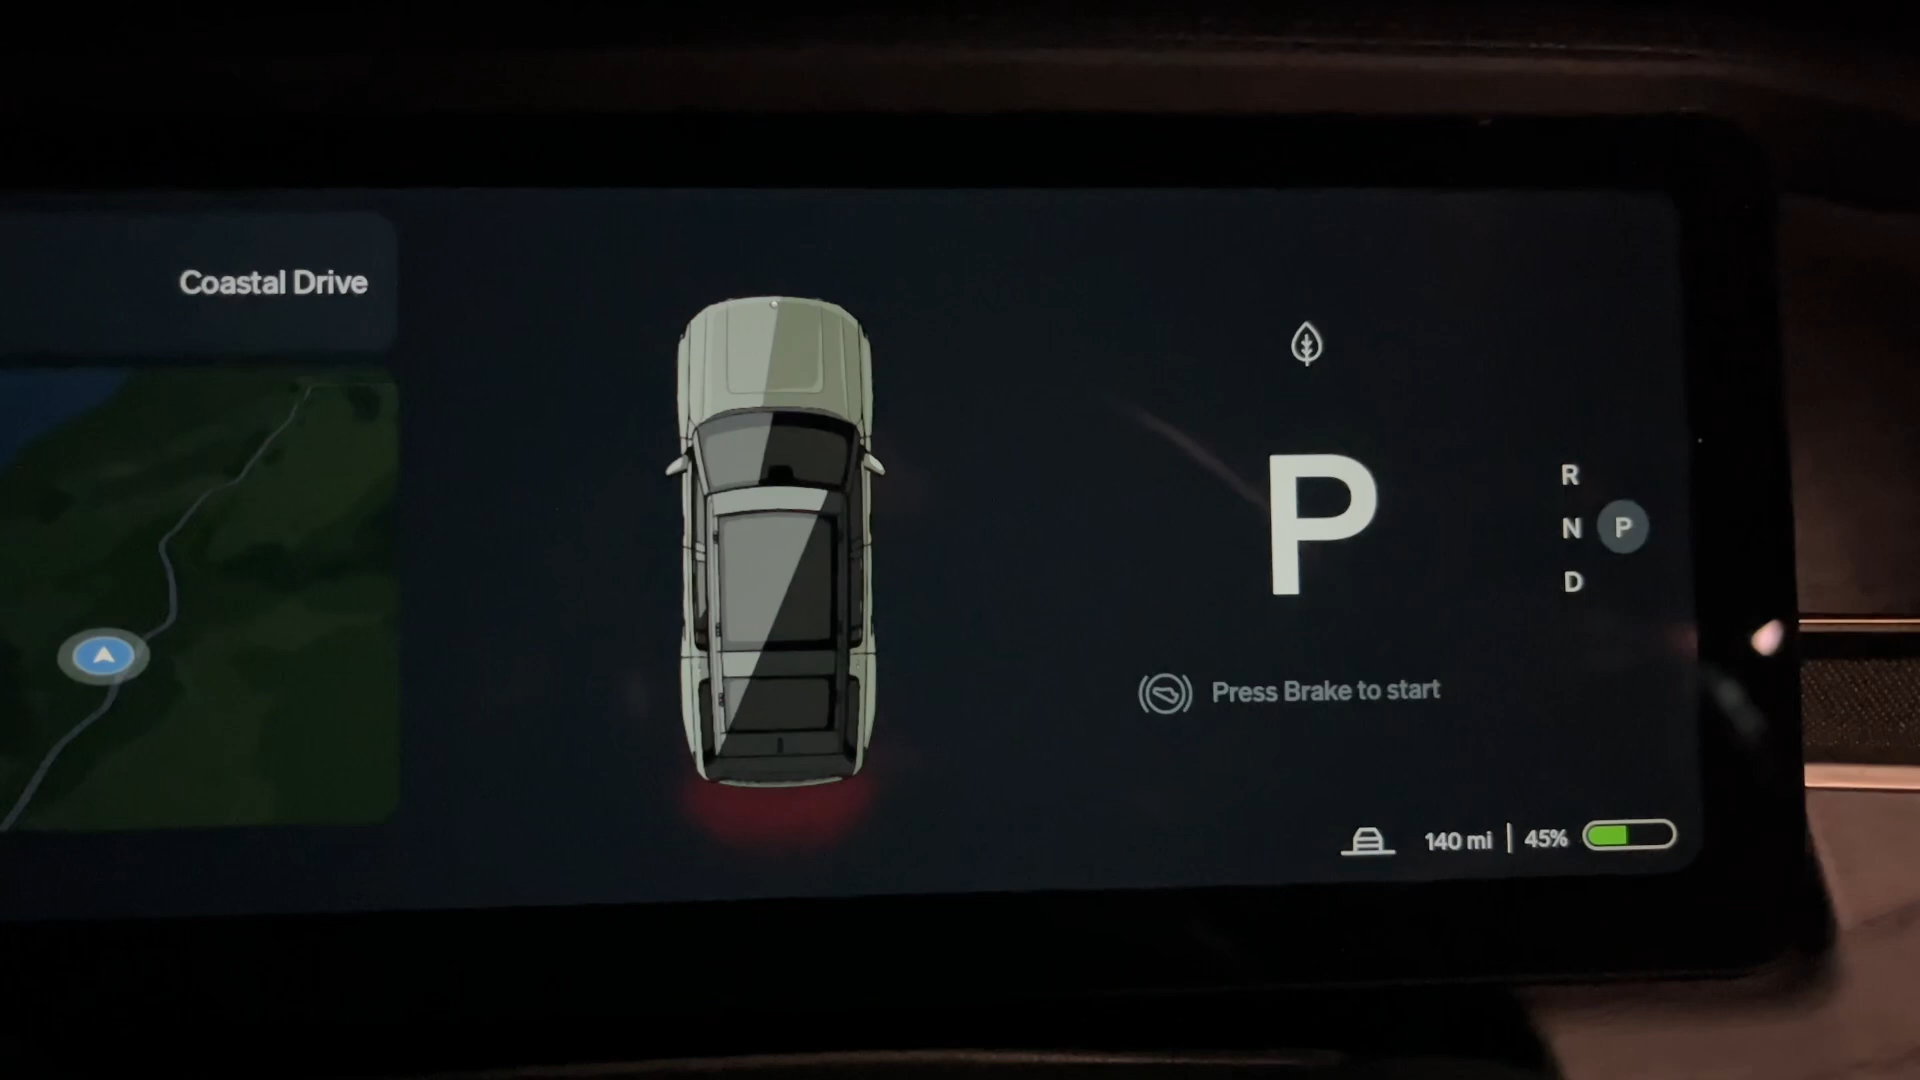 Coastal Drive
P
R
N P
D
Press Brake to start
140 mi | 45%